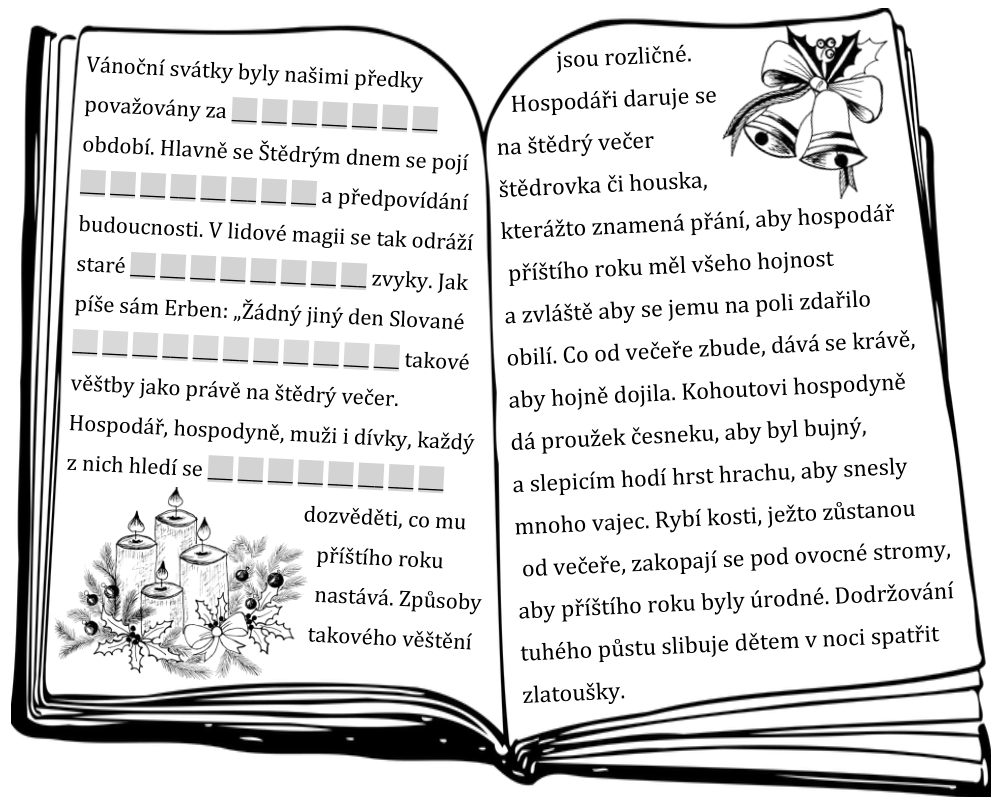 Vánoční svátky byly našimi předky
považovány za _ _ _ _ _ _ _
období. Hlavně se Štědrým dnem se pojí
_ _ _ _ _ _ _ _ a předpovídání
budoucnosti. V lidové magii se tak odráží
staré _ _ _ _ _ _ _ _ zvyky. Jak
píše sám Erben: „Žádný jiný den Slované
_ _ _ _ _ _ _ _ _ _ _ takové
věštby jako právě na štědrý večer.
Hospodář, hospodyně, muži i dívky, každý
z nich hledí se _ _ _ _ _ _ _ _
dozvěděti, co mu
příštího roku
nastává. Způsoby
takového věštění
jsou rozličné.
Hospodáři daruje se
na štědrý večer
štědrovka či houska,
kterážto znamená přání, aby hospodář
příštího roku měl všeho hojnost
a zvláště aby se jemu na poli zdařilo
obilí. Co od večeře zbude, dává se krávě,
aby hojně dojila. Kohoutovi hospodyně
dá proužek česneku, aby byl bujný,
a slepicím hodí hrst hrachu, aby snesly
mnoho vajec. Rybí kosti, ježto zůstanou
od večeře, zakopají se pod ovocné stromy,
aby příštího roku byly úrodné. Dodržování
tuhého půstu slibuje dětem v noci spatřit
zlatoušky.